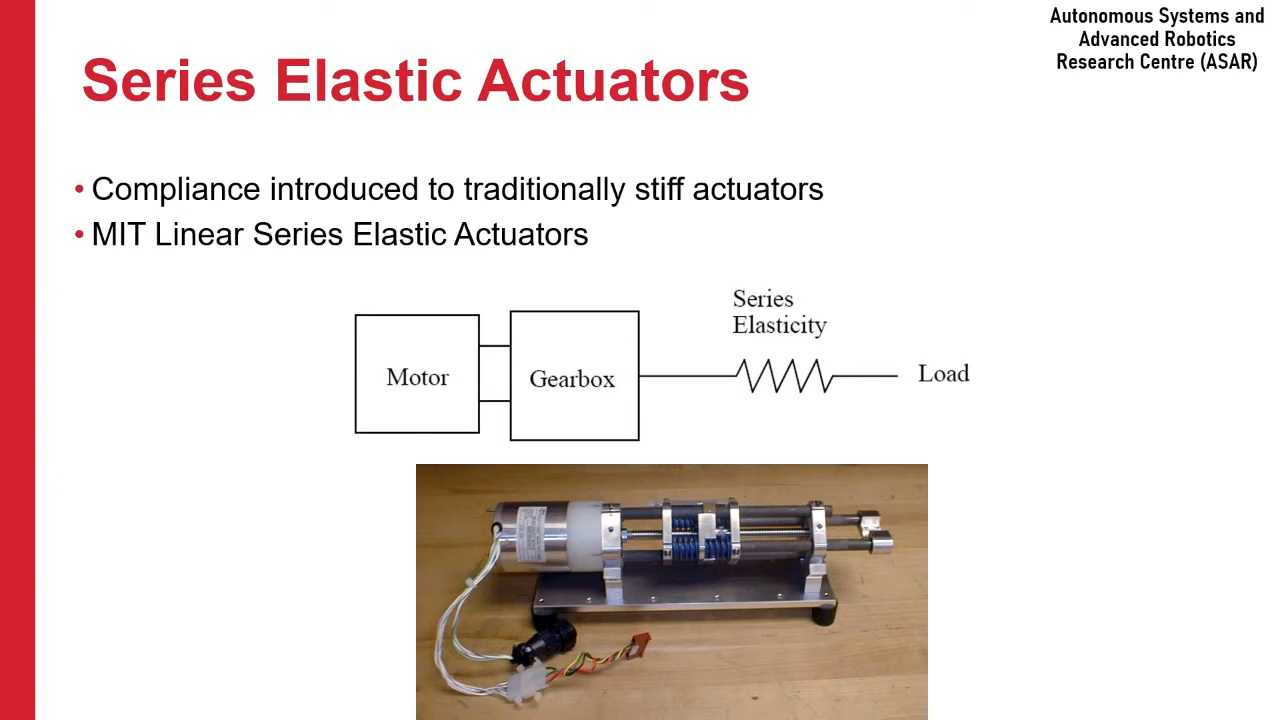 Autonomous Systems and
Advanced Robotics
Research Centre (ASAR)
Series Elastic Actuators
• Compliance introduced to traditionally stiff actuators
• MIT Linear Series Elastic Actuators
Series
Elasticity
Motor
Gearbox
Load